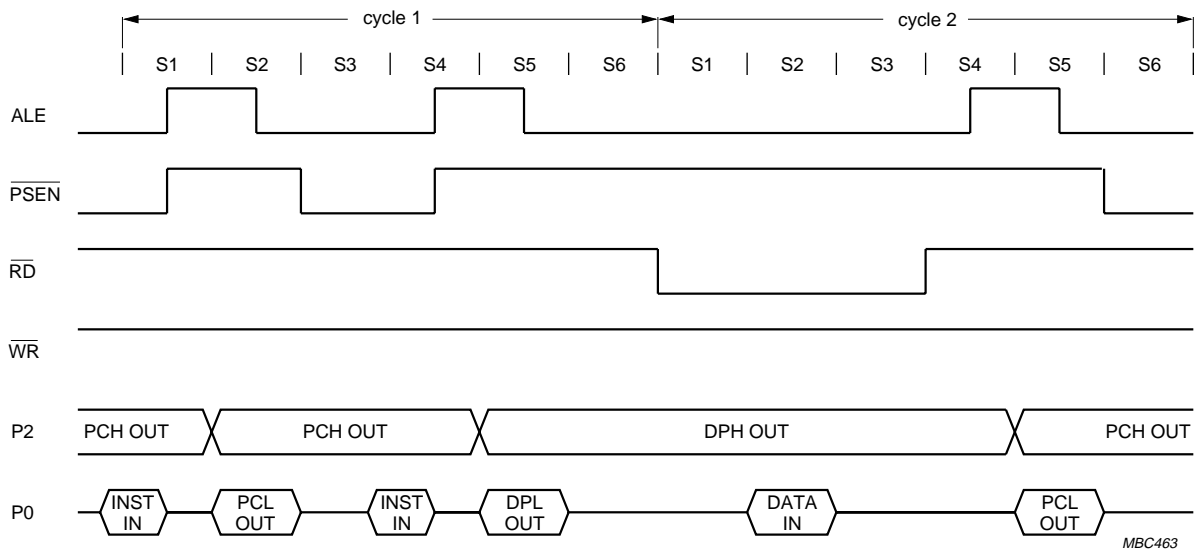 cycle 1 cycle 2
S1 S2 S3 S4 S5 S6 S1 S2 S3 S4 S5 S6
ALE
PSEN
RD
WR
P2 PCH OUT PCH OUT DPH OUT PCH OUT
P0 INST IN PCL OUT INST IN DPL OUT DATA IN PCL OUT
MBC463